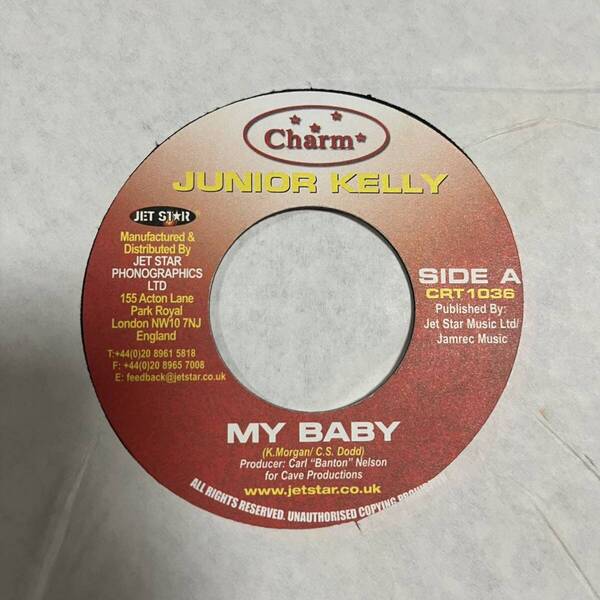 Charm
JUNIOR KELLY
JET STAR
Manufactured &
Distributed By
JET STAR
PHONOGRAPHICS
LTD
155 Acton Lane
Park Royal
London NW10 7NJ
England
T:+44(0)20 8961 5818
F: +44(0)20 8965 7008
E: feedback@jetstar.co.uk
SIDE A
CRT1036
Published By:
Jet Star Music Ltd/
Jamrec Music
MY BABY
(K.Morgan/ C.S. Dodd)
Producer: Carl "Banton" Nelson
for Cave Productions
www.jetstar.co.uk
ALL RIGHTS RESERVED. UNAUTHORISED COPYING